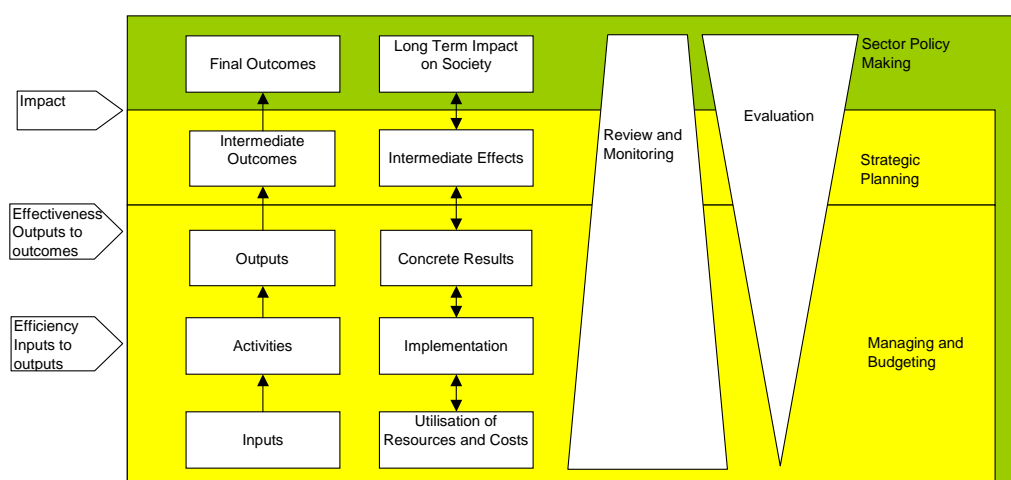 Impact
Effectiveness
Outputs to
outcomes
Efficiency
Inputs to
outputs
Final Outcomes
Intermediate
Outcomes
Outputs
Activities
Inputs
Long Term Impact
on Society
Intermediate Effects
Concrete Results
Implementation
Utilisation of
Resources and Costs
Review and
Monitoring
Evaluation
Sector Policy
Making
Strategic
Planning
Managing and
Budgeting